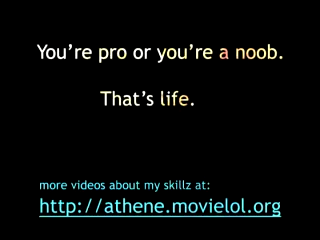 You’re pro or you’re a noob.
That’s life.
more videos about my skillz at:
http://athene.movielol.org